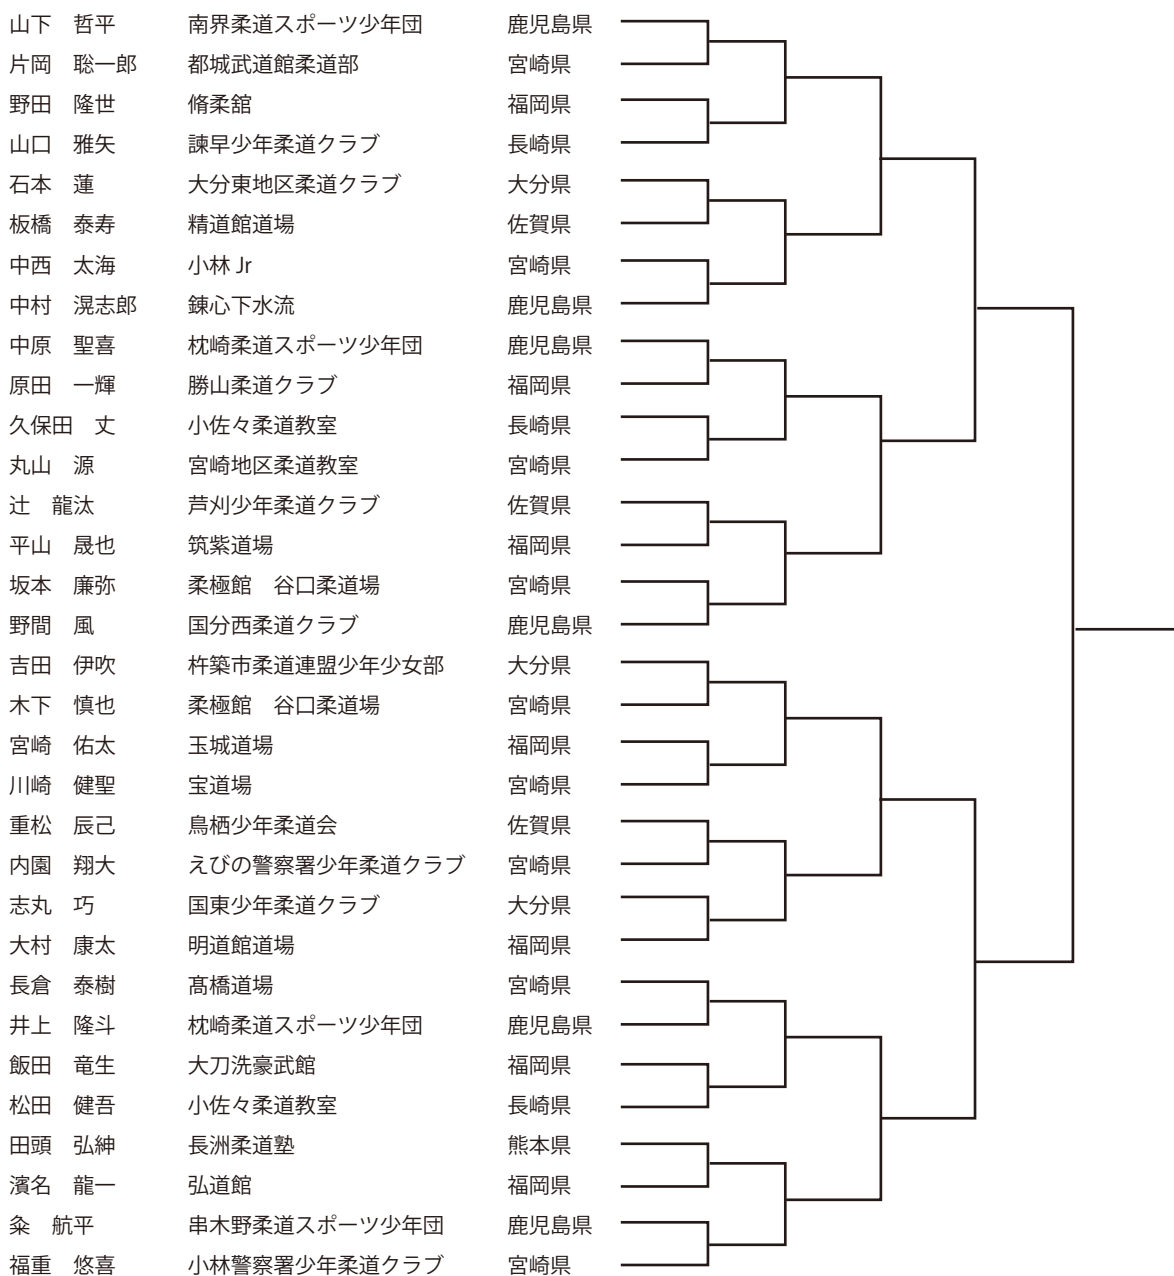 山下　哲平　南界柔道スポーツ少年団　鹿児島県
片岡　聡一郎　都城武道館柔道部　宮崎県
野田　隆世　脩柔舘　福岡県
山口　雅矢　諫早少年柔道クラブ　長崎県
石本　蓮　大分東地区柔道クラブ　大分県
板橋　泰寿　精道館道場　佐賀県
中西　太海　小林 Jr　宮崎県
中村　滉志郎　錬心下水流　鹿児島県
中原　聖喜　枕崎柔道スポーツ少年団　鹿児島県
原田　一輝　勝山柔道クラブ　福岡県
久保田　丈　小佐々柔道教室　長崎県
丸山　源　宮崎地区柔道教室　宮崎県
辻　龍汰　芦刈少年柔道クラブ　佐賀県
平山　晟也　筑紫道場　福岡県
坂本　廉弥　柔極館　谷口柔道場　宮崎県
野間　風　国分西柔道クラブ　鹿児島県
吉田　伊吹　杵築市柔道連盟少年少女部　大分県
木下　慎也　柔極館　谷口柔道場　宮崎県
宮崎　佑太　玉城道場　福岡県
川崎　健聖　宝道場　宮崎県
重松　辰己　鳥栖少年柔道会　佐賀県
内園　翔大　えびの警察署少年柔道クラブ　宮崎県
志丸　巧　国東少年柔道クラブ　大分県
大村　康太　明道館道場　福岡県
長倉　泰樹　髙橋道場　宮崎県
井上　隆斗　枕崎柔道スポーツ少年団　鹿児島県
飯田　竜生　大刀洗豪武館　福岡県
松田　健吾　小佐々柔道教室　長崎県
田頭　弘紳　長洲柔道塾　熊本県
濱名　龍一　弘道館　福岡県
粂　航平　串木野柔道スポーツ少年団　鹿児島県
福重　悠喜　小林警察署少年柔道クラブ　宮崎県